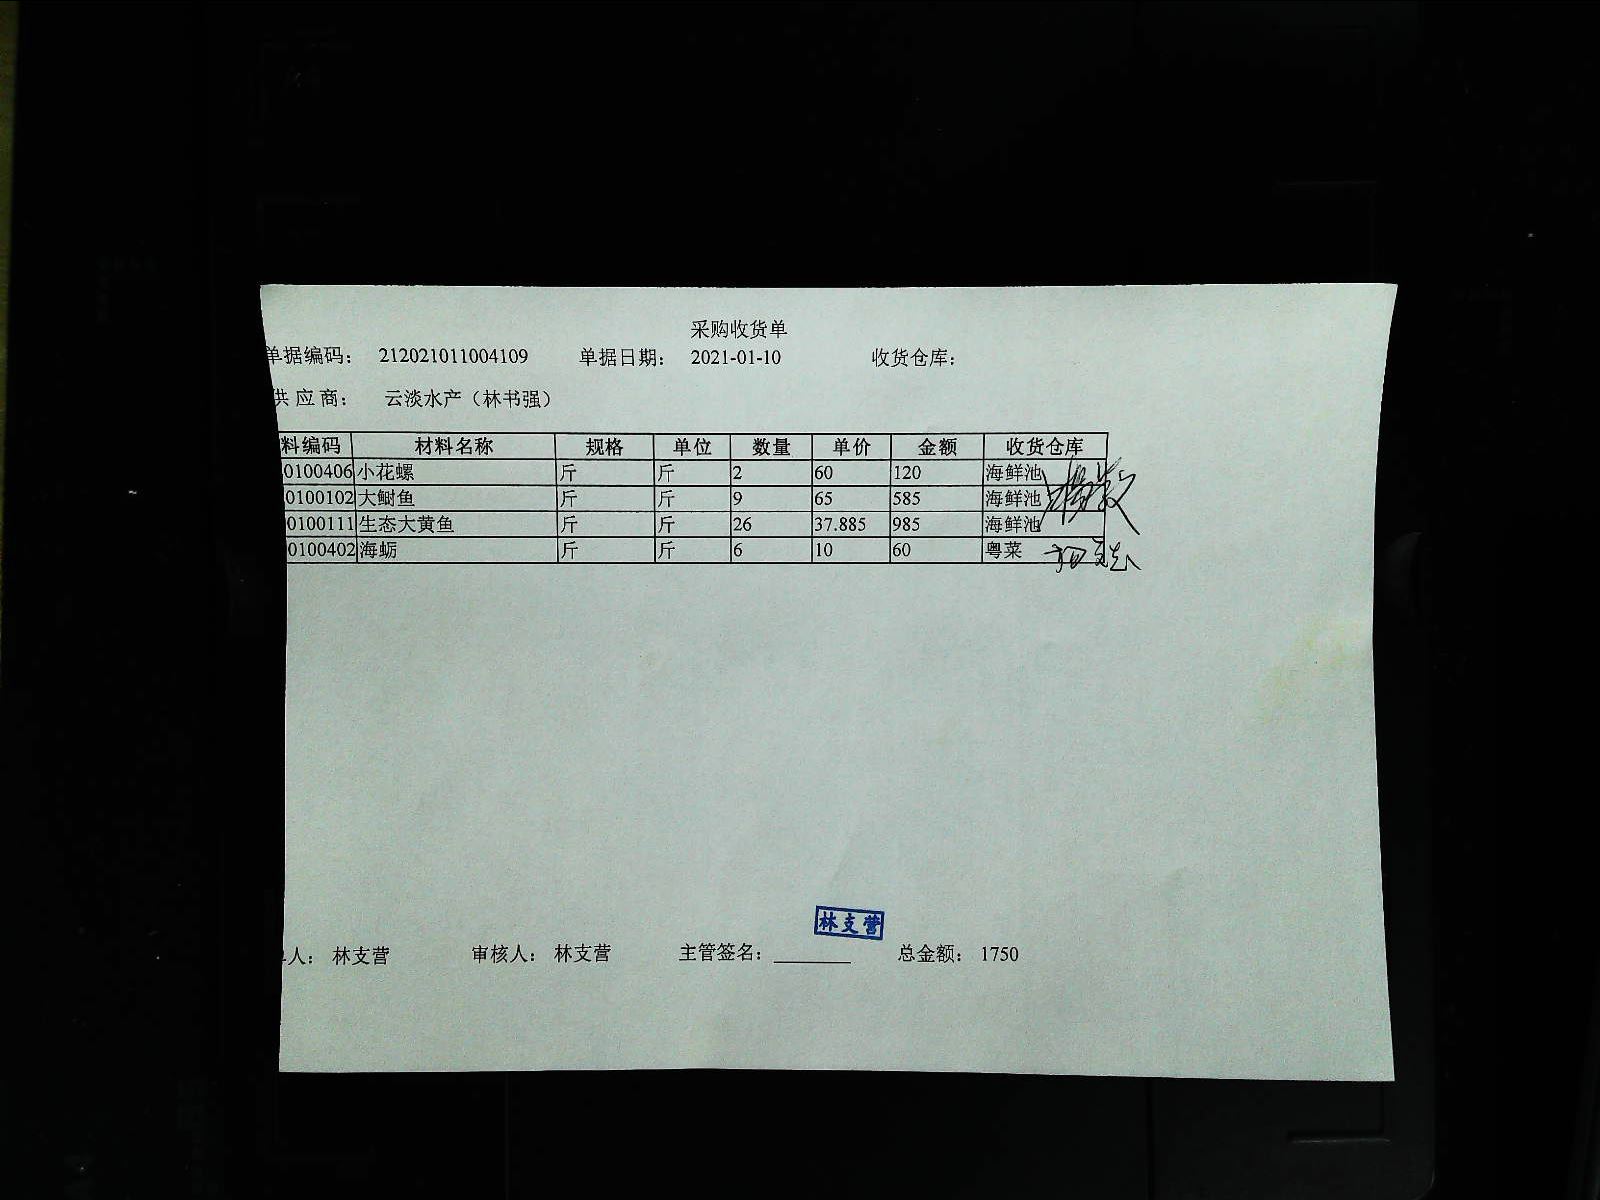 采购收货单
单据编码： 212021011004109 单据日期： 2021-01-10 收货仓库：
供应商： 云淡水产（林书强）
料编码 材料名称 规格 单位 数量 单价 金额 收货仓库
0100406 小花螺 斤 斤 2 60 120 海鲜池
0100102 大鲥鱼 斤 斤 9 65 585 海鲜池
0100111 生态大黄鱼 斤 斤 26 37.885 985 海鲜池
0100402 海蛎 斤 斤 6 10 60 粤菜
林支营
单人： 林支营 审核人： 林支营 主管签名： 总金额： 1750